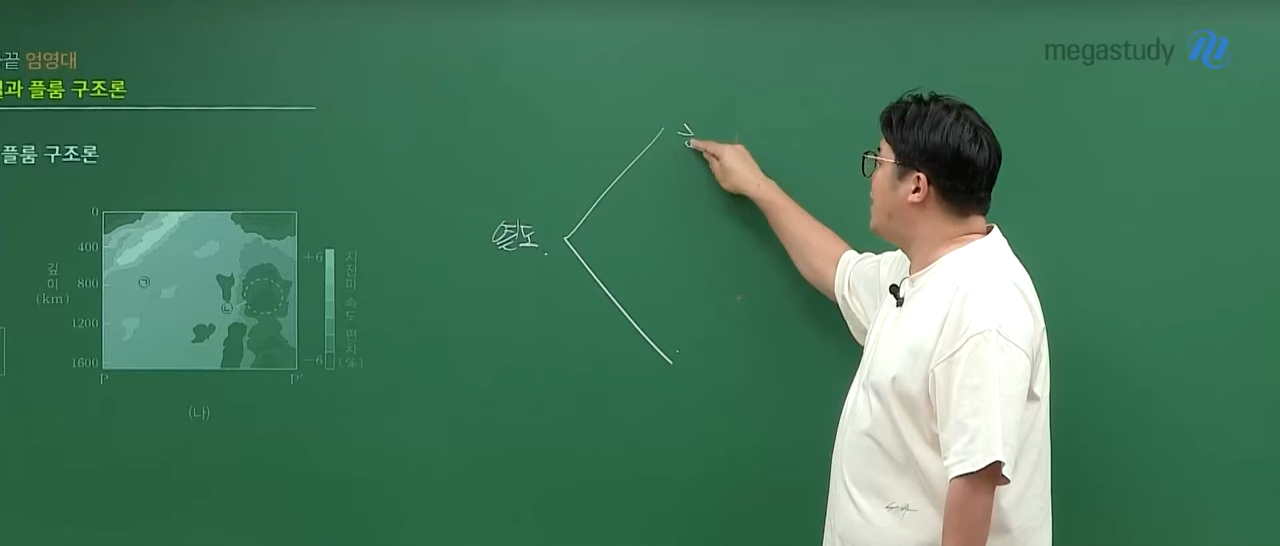 끝 엄영대
과 플룸 구조론
megastudy
플룸 구조론
0
400
800
1200
1600
깊이
(km)
㉠
㉡
+6
−6
지진파 속도 편차(%)
P
P′
(나)
열도